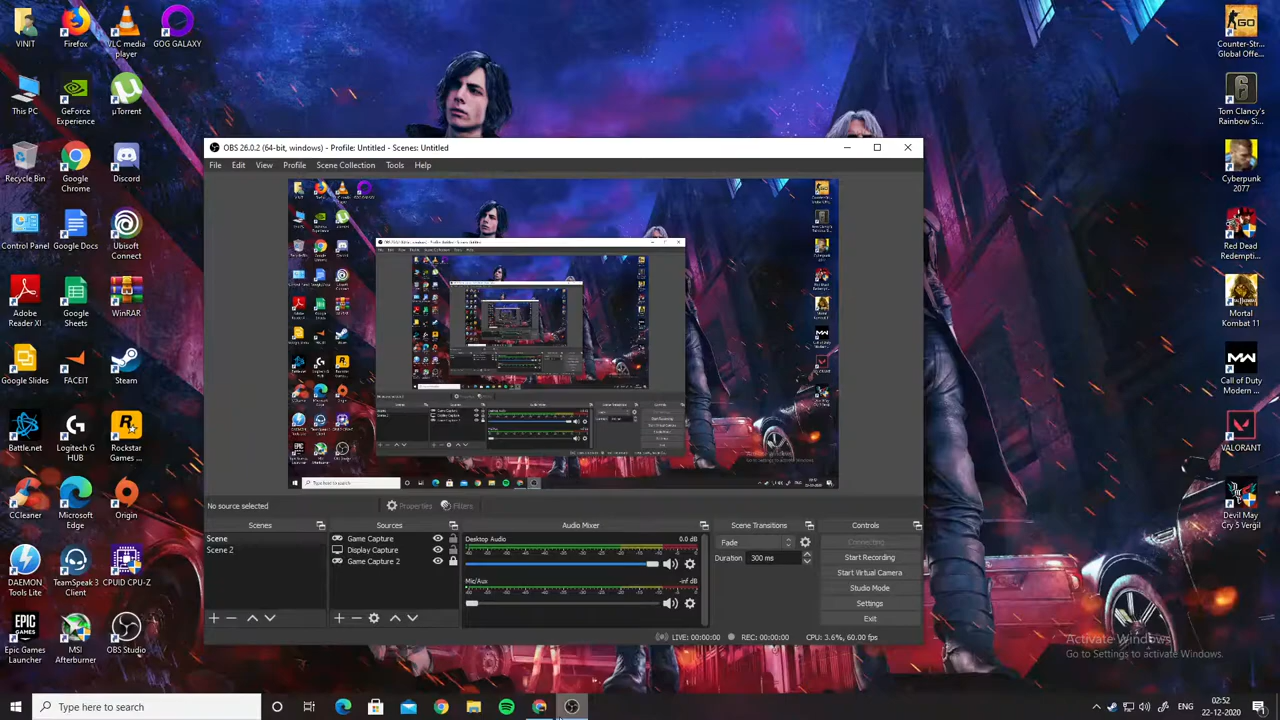 VINIT
Firefox
VLC media
player
GOG GALAXY
This PC
GeForce
Experience
µTorrent
Recycle Bin
Google
Chrome
Discord
Control Panel
Google Docs
Ubisoft
Connect
Adobe
Reader XI
Google
Sheets
WinRAR
Google Slides
FACEIT
Steam
Battle.net
Logitech G
HUB
Rockstar
Games ...
CCleaner
Microsoft
Edge
Origin
DAEMON
Tools Lite
TeamSpeak 3
Client
CPUID CPU-Z
Epic Games
Launcher
MSI
Afterburner
OBS Studio
OBS 26.0.2 (64-bit, windows) - Profile: Untitled - Scenes: Untitled
File Edit View Profile Scene Collection Tools Help
No source selected
Properties
Filters
Scenes
Scene
Scene 2
Sources
Game Capture
Display Capture
Game Capture 2
Audio Mixer
Desktop Audio 0.0 dB
Mic/Aux -inf dB
Scene Transitions
Fade
Duration 300 ms
Controls
Connecting...
Start Recording
Start Virtual Camera
Studio Mode
Settings
Exit
LIVE: 00:00:00 REC: 00:00:00 CPU: 3.6%, 60.00 fps
Counter-Str...
Global Offe...
Tom Clancy's
Rainbow Si...
Cyberpunk
2077
Red Dead
Redempti...
Mortal
Kombat 11
Call of Duty
Modern ...
VALORANT
Devil May
Cry 5 Vergil
Activate Windows
Go to Settings to activate Windows.
Type here to search
ENG
02:52
22-12-2020